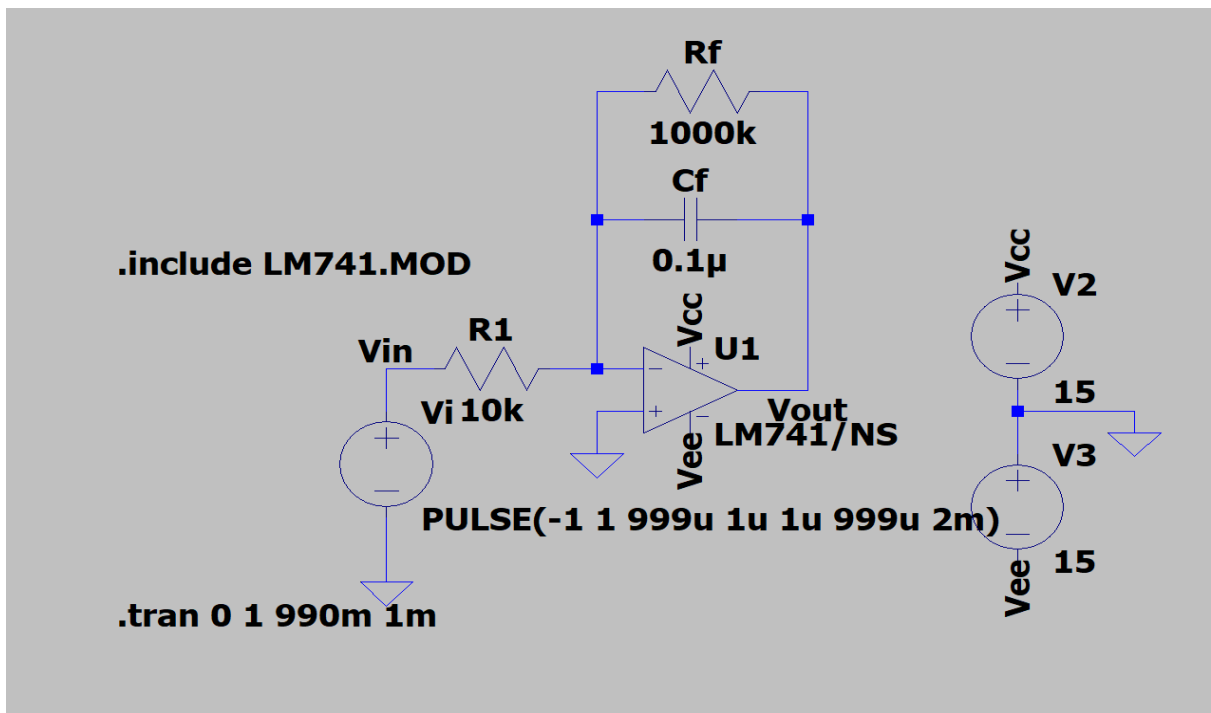 Rf
1000k
Cf
0.1µ
.include LM741.MOD
Vcc
V2
15
Vcc
R1
U1
Vin
Vi
10k
Vout
LM741/NS
Vee
V3
15
Vee
PULSE(-1 1 999u 1u 1u 999u 2m)
.tran 0 1 990m 1m